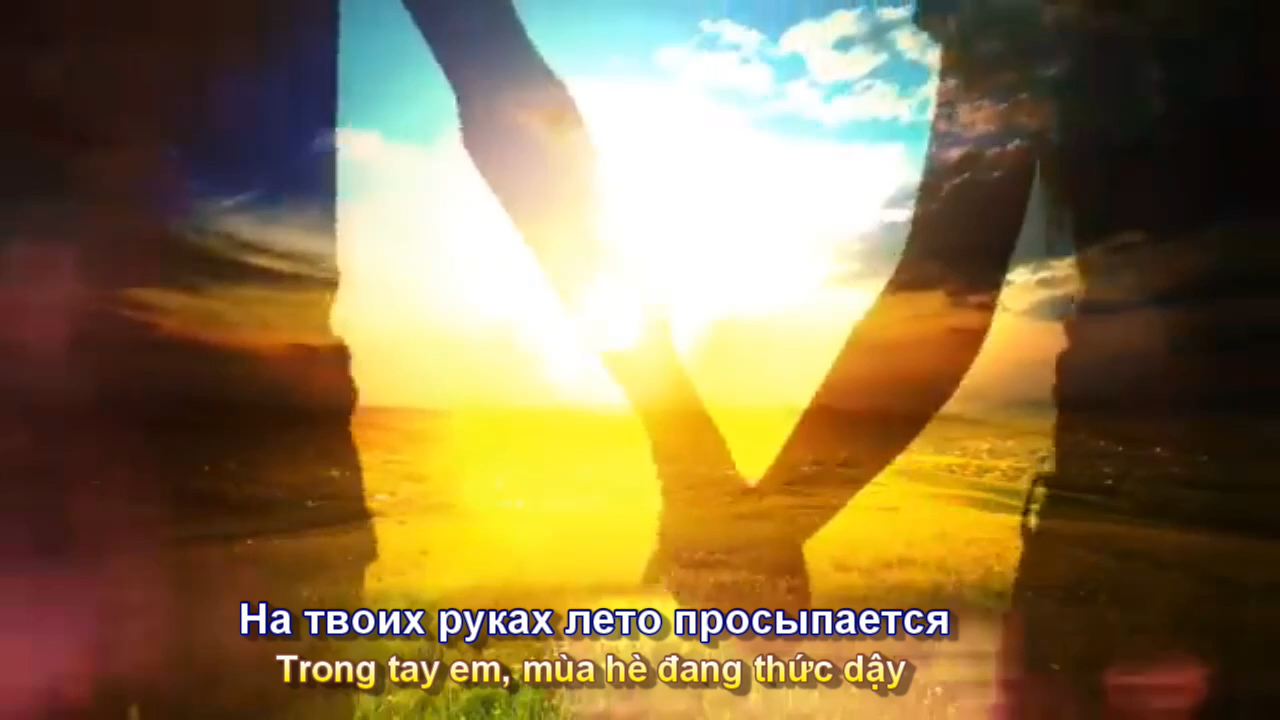 На твоих руках лето просыпается
Trong tay em, mùa hè đang thức dậy